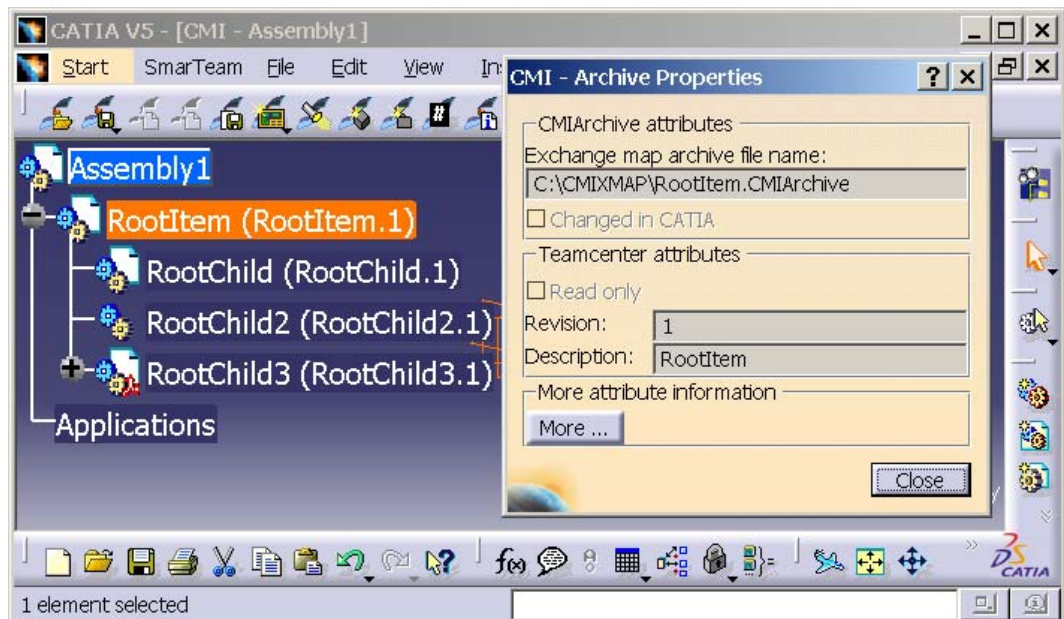 CATIA V5 - [CMI - Assembly1]
Start SmarTeam File Edit View
CMI - Archive Properties
CMIArchive attributes
Exchange map archive file name:
C:\CMIXMAP\RootItem.CMIArchive
Changed in CATIA
Teamcenter attributes
Read only
Revision: 1
Description: RootItem
More attribute information
More ...
Close
Assembly1
RootItem (RootItem.1)
RootChild (RootChild.1)
RootChild2 (RootChild2.1)
RootChild3 (RootChild3.1)
Applications
#
f(x)
DS CATIA
1 element selected